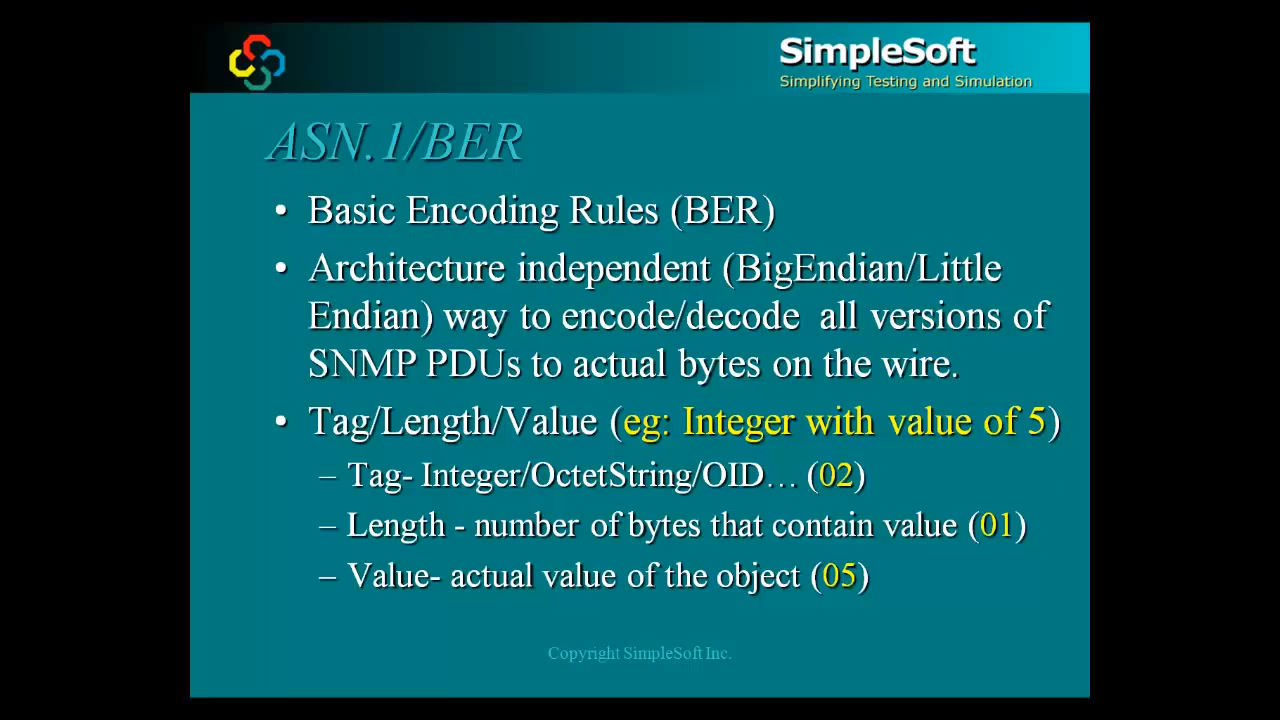 SimpleSoft
Simplifying Testing and Simulation
ASN.1/BER
• Basic Encoding Rules (BER)
• Architecture independent (BigEndian/Little
Endian) way to encode/decode all versions of
SNMP PDUs to actual bytes on the wire.
• Tag/Length/Value (eg: Integer with value of 5)
– Tag- Integer/OctetString/OID… (02)
– Length - number of bytes that contain value (01)
– Value- actual value of the object (05)
Copyright SimpleSoft Inc.